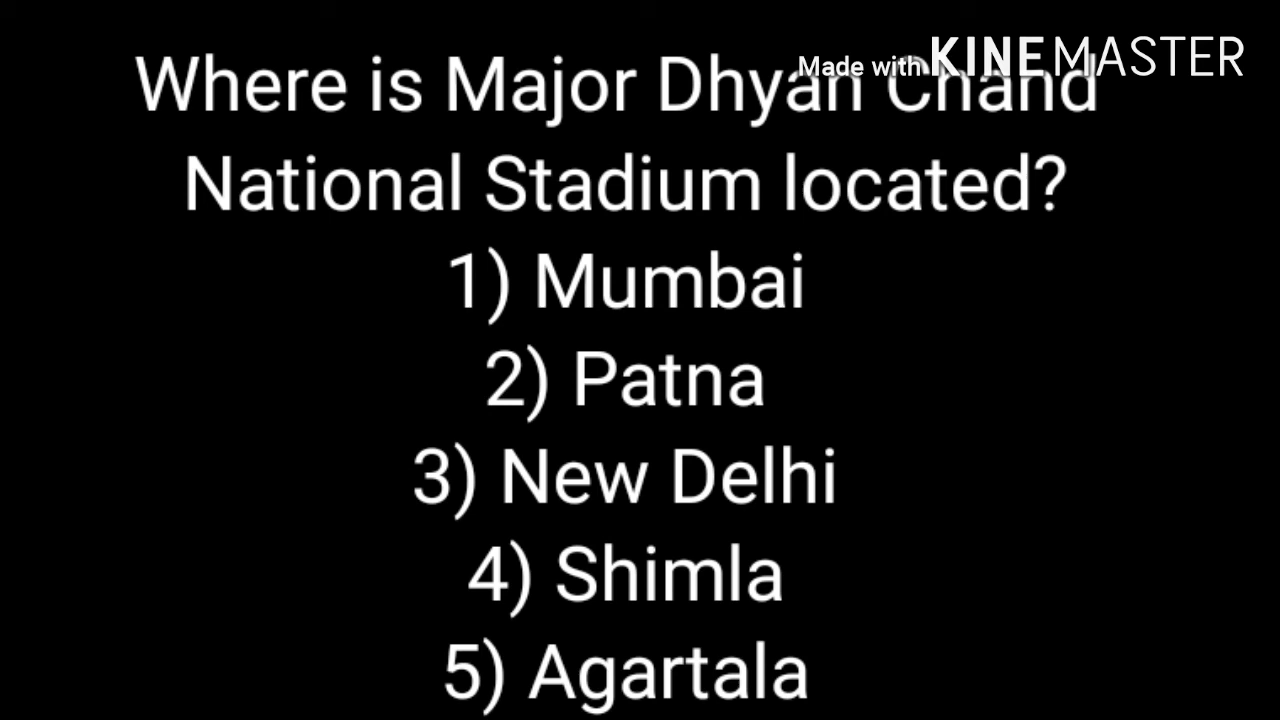 Where is Major Dhyan Chand
Made with KINEMASTER
National Stadium located?
1) Mumbai
2) Patna
3) New Delhi
4) Shimla
5) Agartala